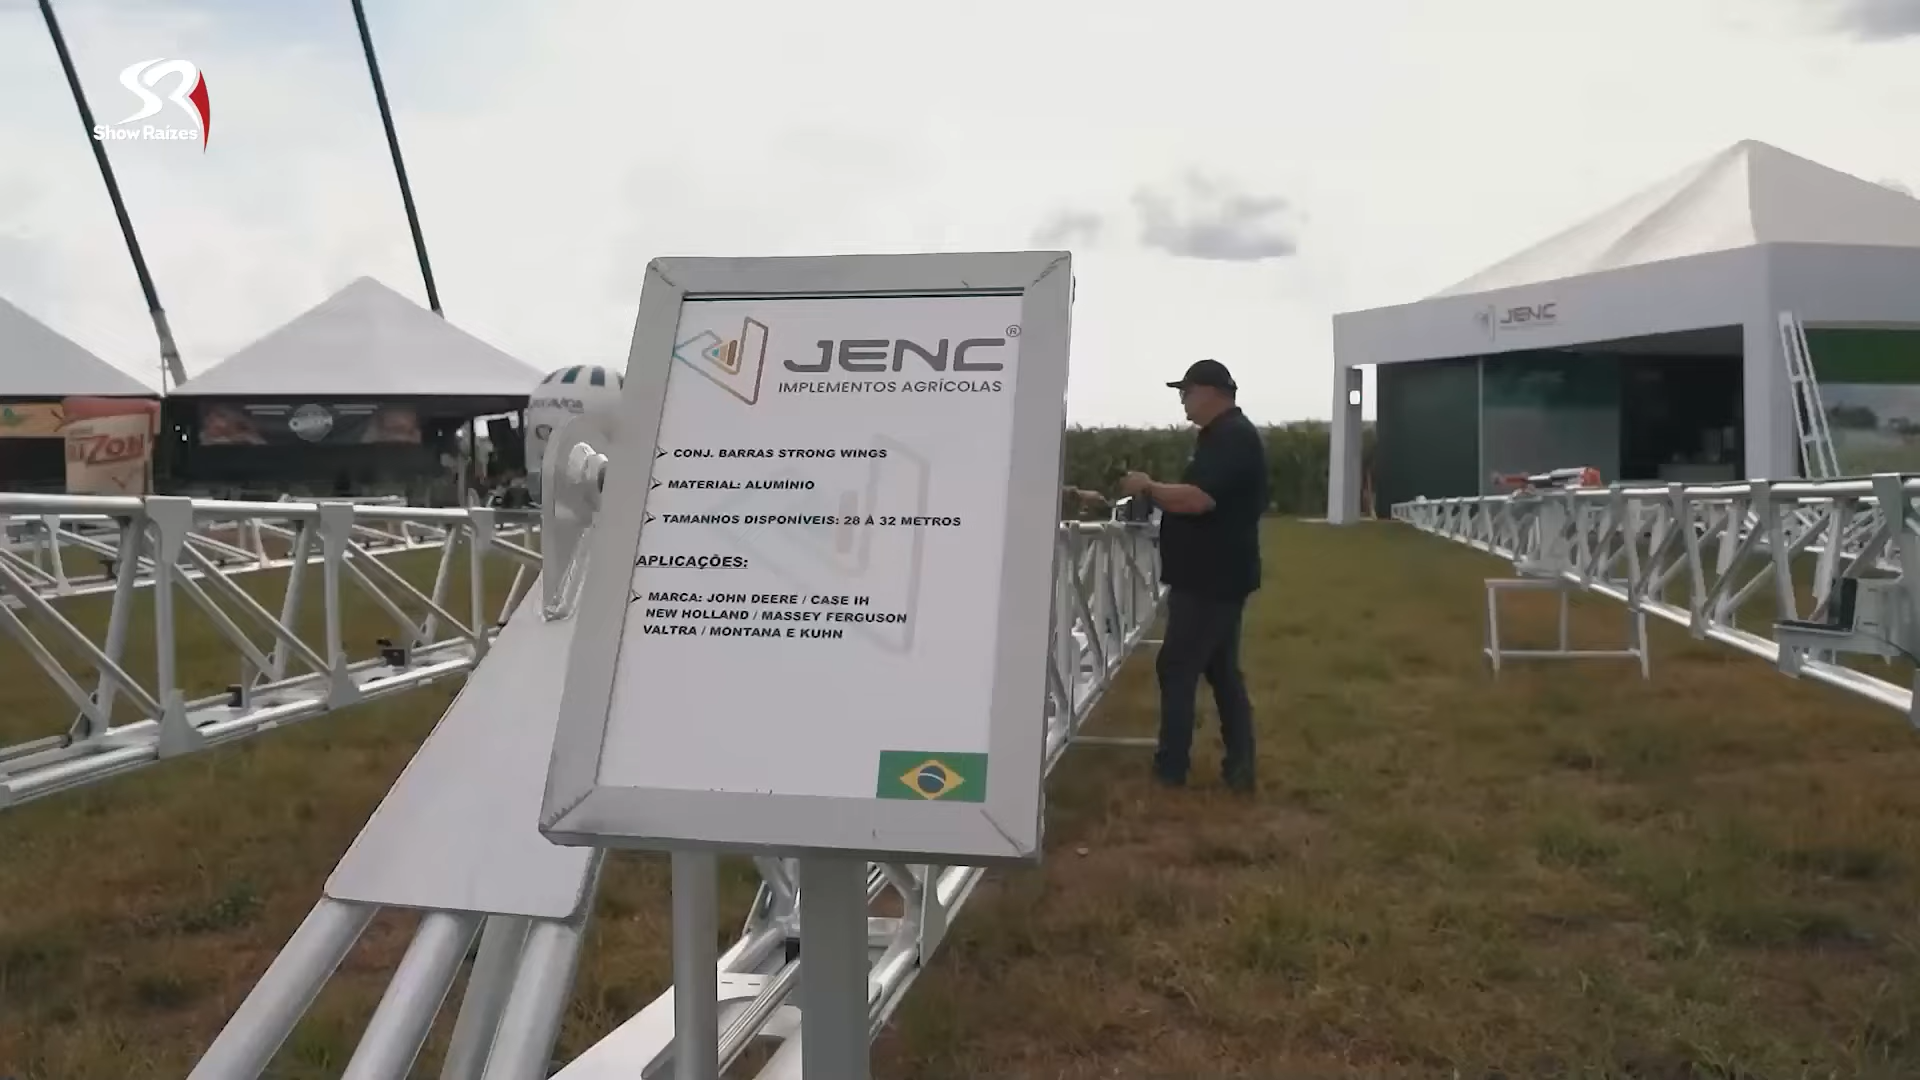 SR
Show Raízes
JENC®
IMPLEMENTOS AGRÍCOLAS
CONJ. BARRAS STRONG WINGS
MATERIAL: ALUMÍNIO
TAMANHOS DISPONÍVEIS: 28 À 32 METROS
APLICAÇÕES:
MARCA: JOHN DEERE / CASE IH
NEW HOLLAND / MASSEY FERGUSON
VALTRA / MONTANA E KUHN
JENC